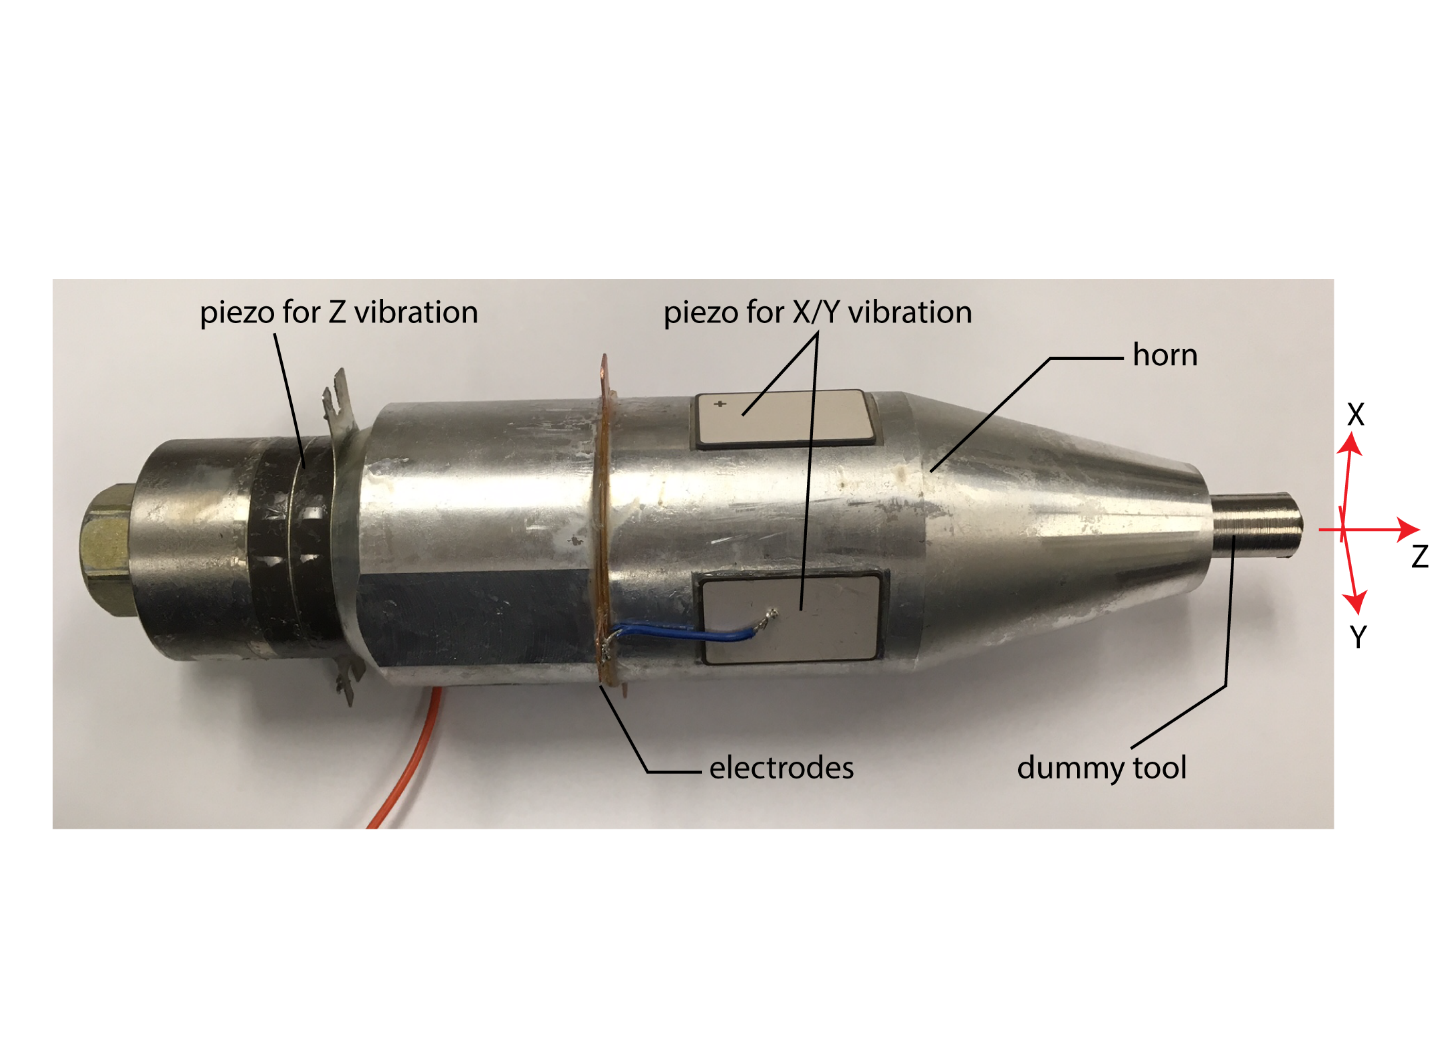 piezo for Z vibration
piezo for X/Y vibration
horn
+
X
Z
Y
electrodes
dummy tool